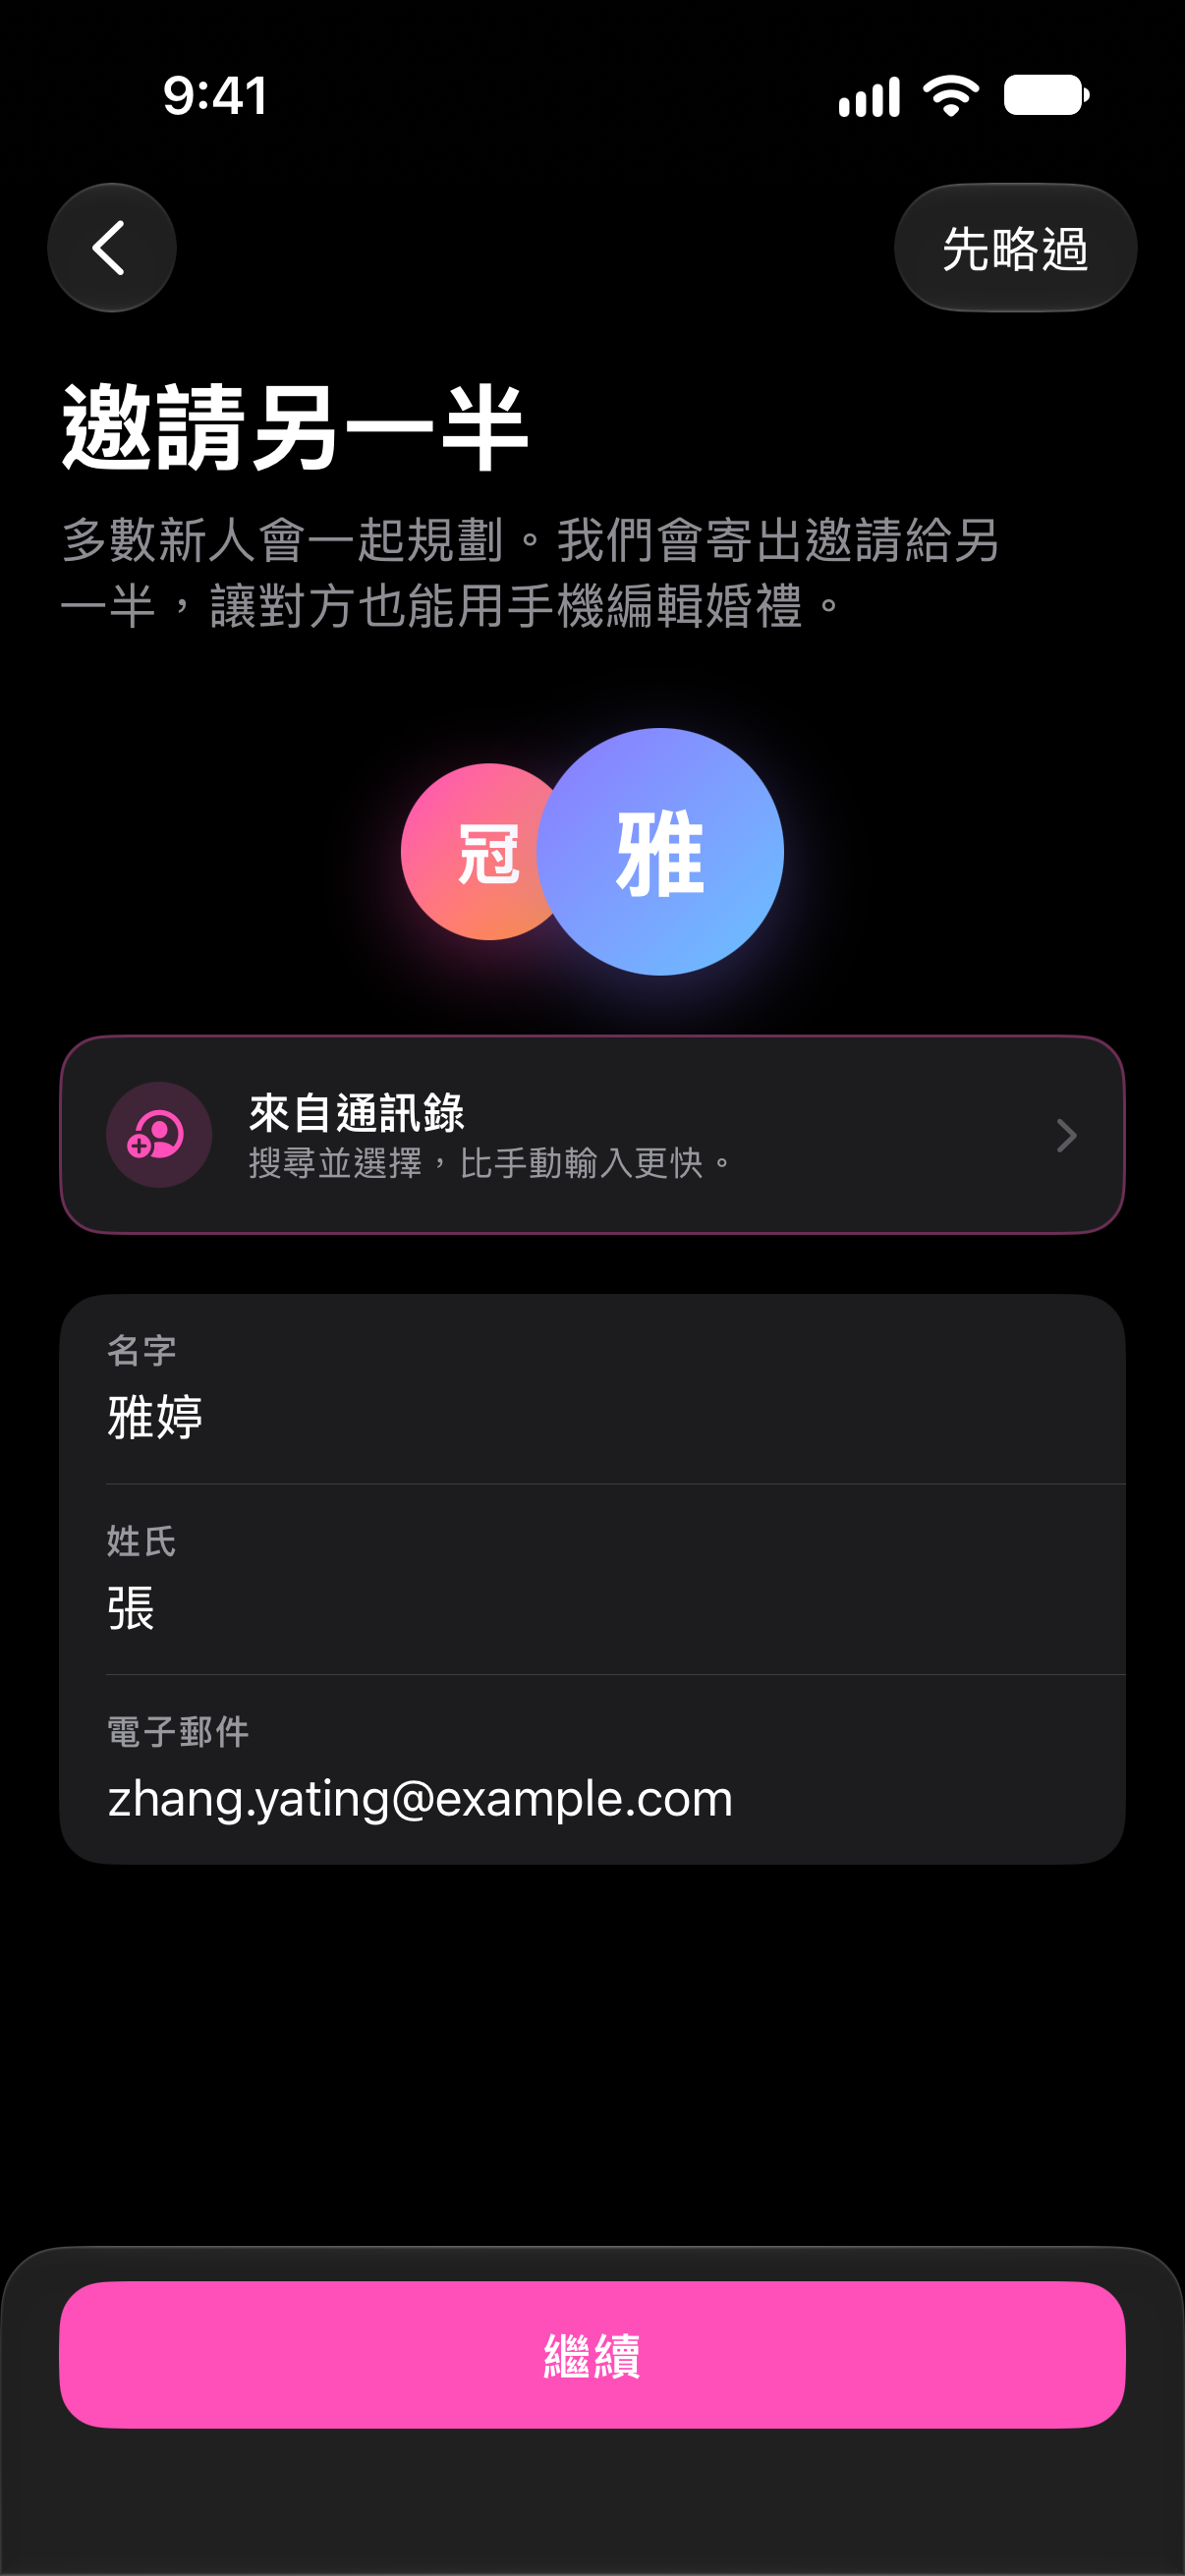 9:41
先略過
邀請另一半
多數新人會一起規劃。我們會寄出邀請給另
一半，讓對方也能用手機編輯婚禮。
冠
雅
來自通訊錄
搜尋並選擇，比手動輸入更快。
名字
雅婷
姓氏
張
電子郵件
zhang.yating@example.com
繼續